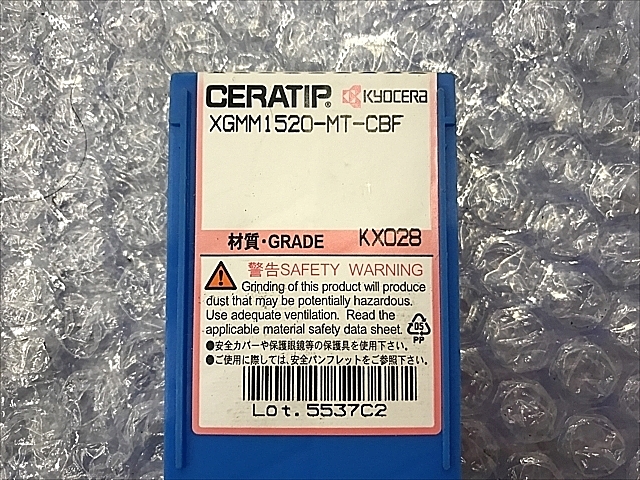 CERATIP® KYOCERA
XGMM1520-MT-CBF
材質・GRADE KX028
警告SAFETY WARNING
Grinding of this product will produce
dust that may be potentially hazardous.
Use adequate ventilation. Read the
applicable material safety data sheet.
05
PP
●安全カバーや保護眼鏡等の保護具を使用下さい。
●ご使用に際しては、安全パンフレットをご参照下さい。
Lot.5537C2